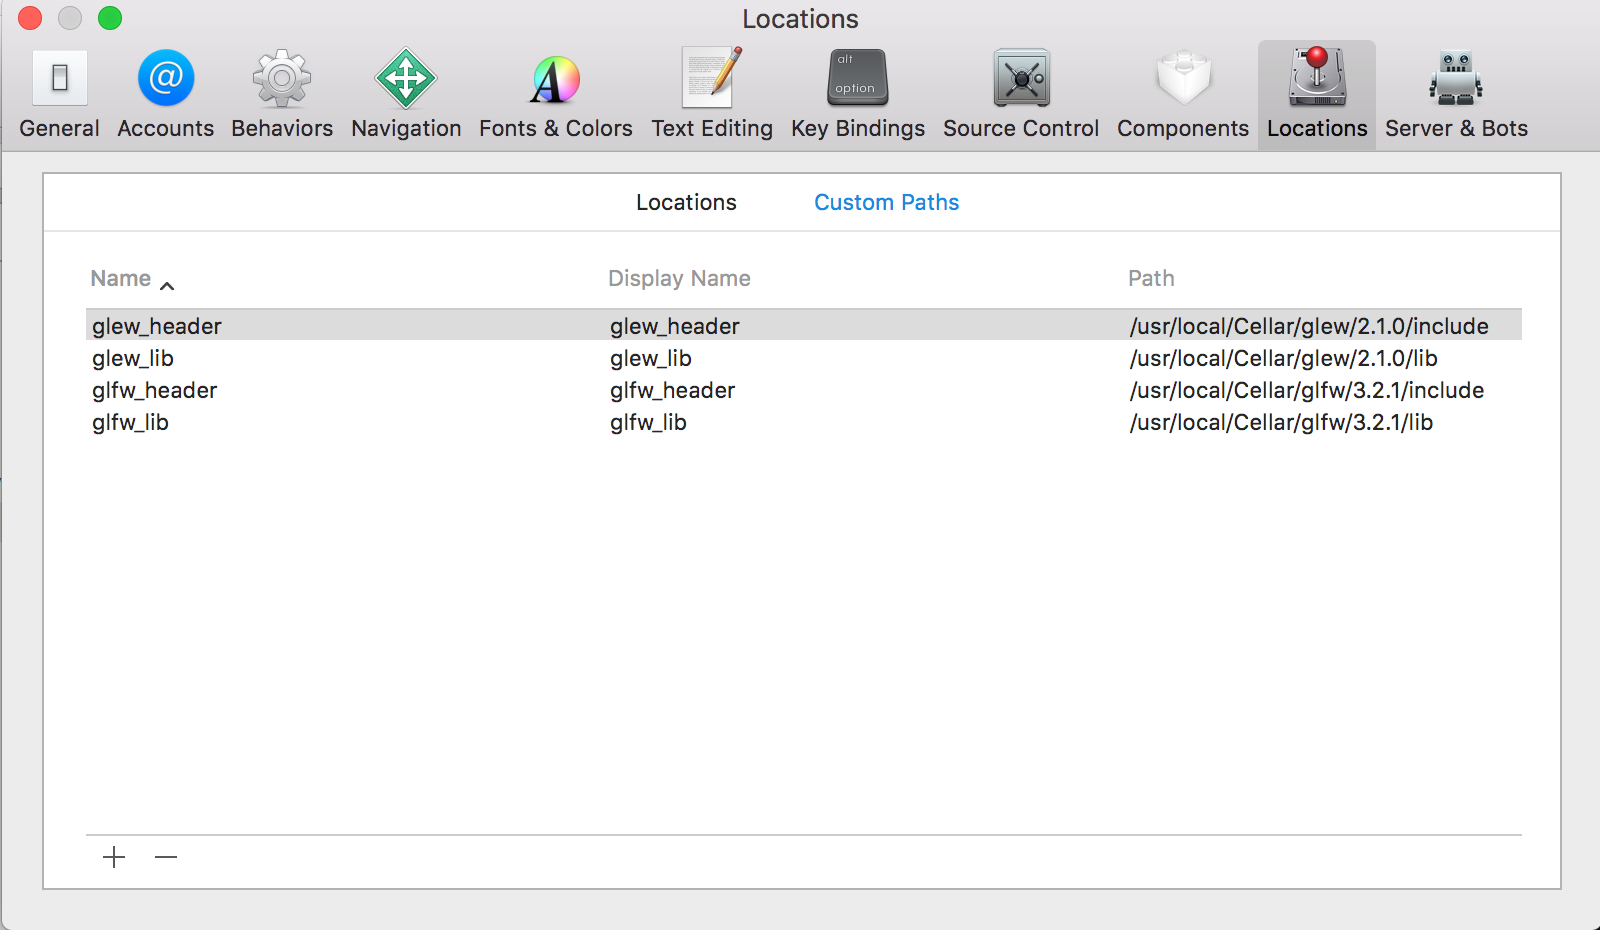 Locations
alt
option
General Accounts Behaviors Navigation Fonts & Colors Text Editing Key Bindings Source Control Components Locations Server & Bots
Locations Custom Paths
Name Display Name Path
glew_header glew_header /usr/local/Cellar/glew/2.1.0/include
glew_lib glew_lib /usr/local/Cellar/glew/2.1.0/lib
glfw_header glfw_header /usr/local/Cellar/glfw/3.2.1/include
glfw_lib glfw_lib /usr/local/Cellar/glfw/3.2.1/lib